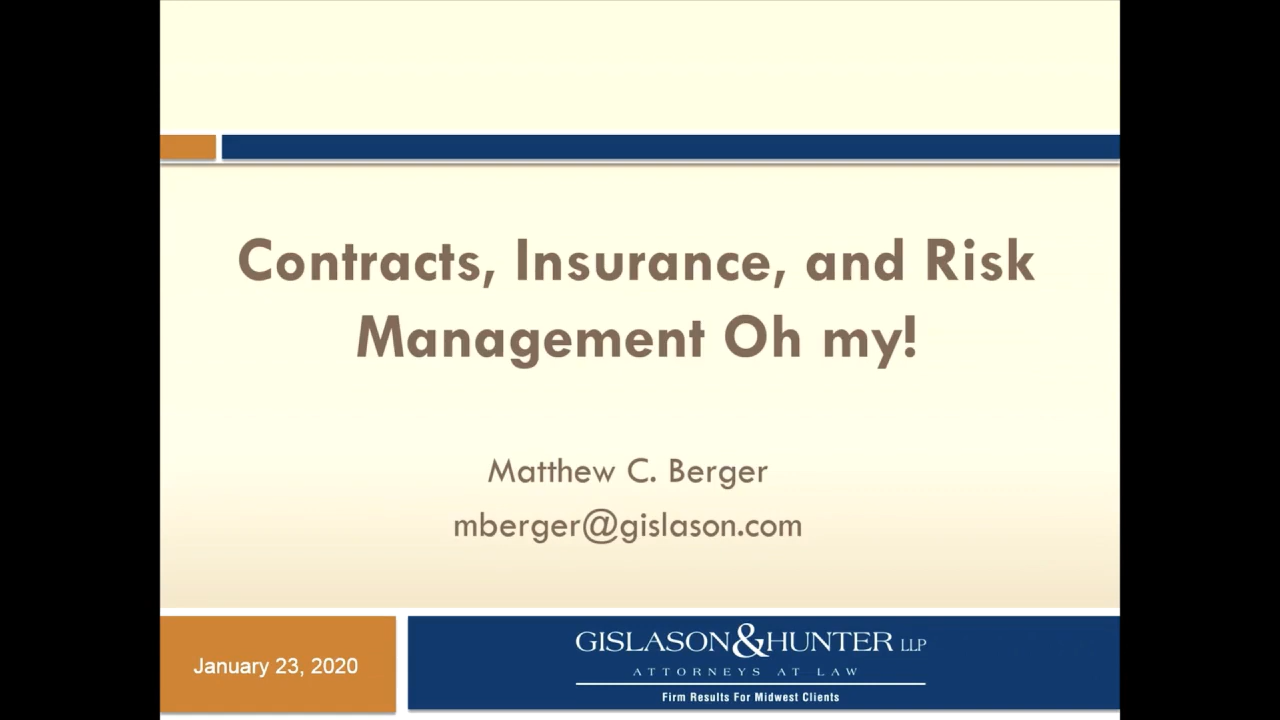 Contracts, Insurance, and Risk
Management Oh my!
Matthew C. Berger
mberger@gislason.com
January 23, 2020
GISLASON&HUNTER LLP
ATTORNEYS AT LAW
Firm Results For Midwest Clients